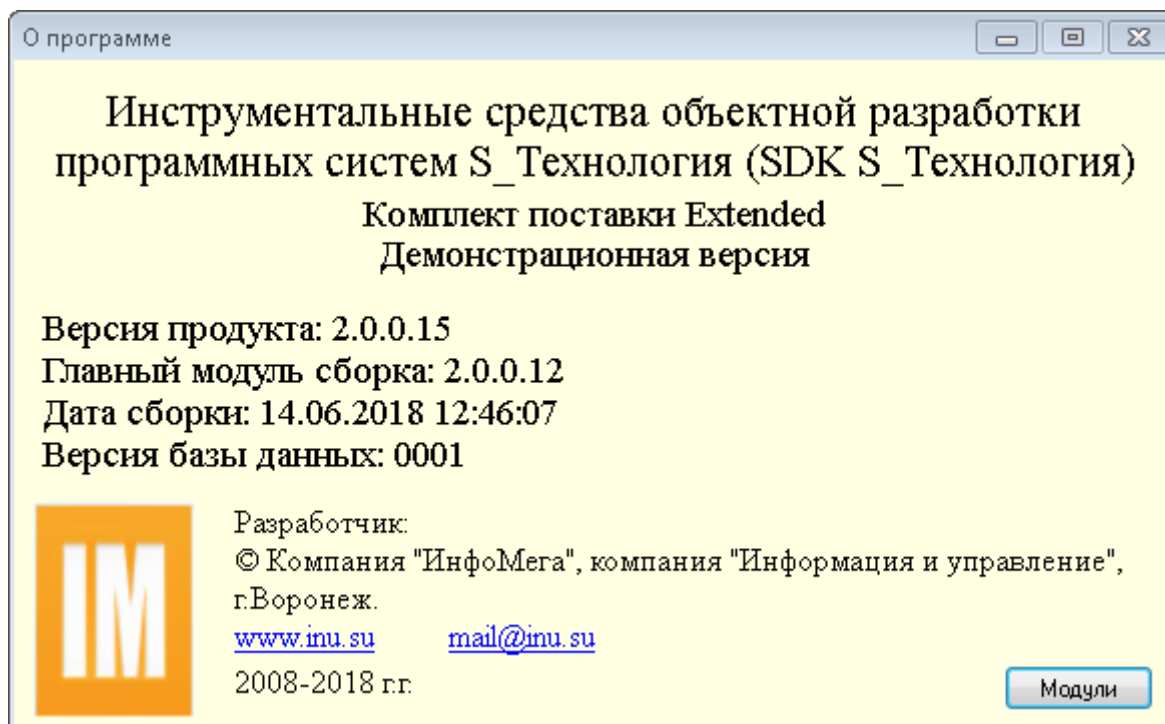 О программе
Инструментальные средства объектной разработки
программных систем S_Технология (SDK S_Технология)
Комплект поставки Extended
Демонстрационная версия
Версия продукта: 2.0.0.15
Главный модуль сборка: 2.0.0.12
Дата сборки: 14.06.2018 12:46:07
Версия базы данных: 0001
IM
Разработчик:
© Компания "ИнфоМега", компания "Информация и управление",
г.Воронеж.
www.inu.su mail@inu.su
2008-2018 г.г.
Модули